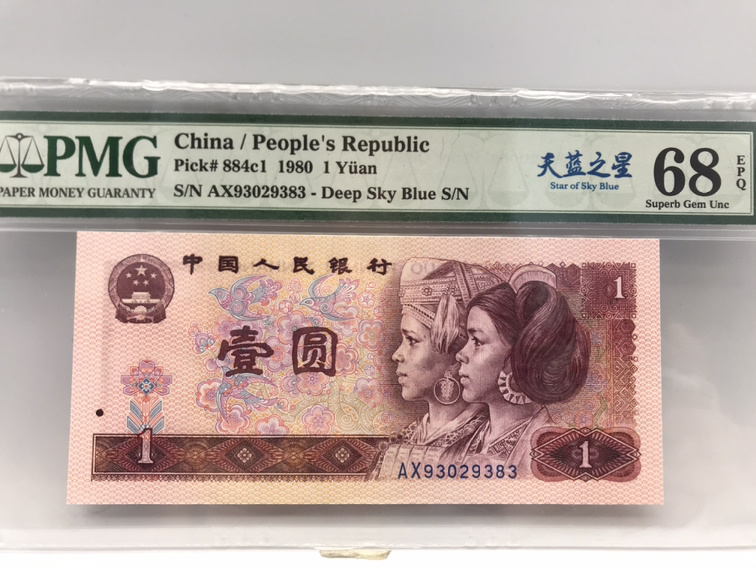 PMG
PAPER MONEY GUARANTY
China / People's Republic
Pick# 884c1 1980 1 Yüan
S/N AX93029383 - Deep Sky Blue S/N
天蓝之星
Star of Sky Blue
68
EPQ
Superb Gem Unc
中国人民银行
1
壹圆
1
AX93029383
1